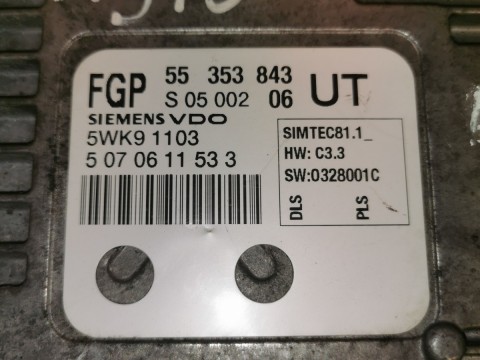 FGP 55 353 843 UT
S 05 002 06
SIEMENS VDO
5WK9 1103
5 07 06 11 53 3
SIMTEC81.1_
HW: C3.3
SW:0328001C
DLS
PLS